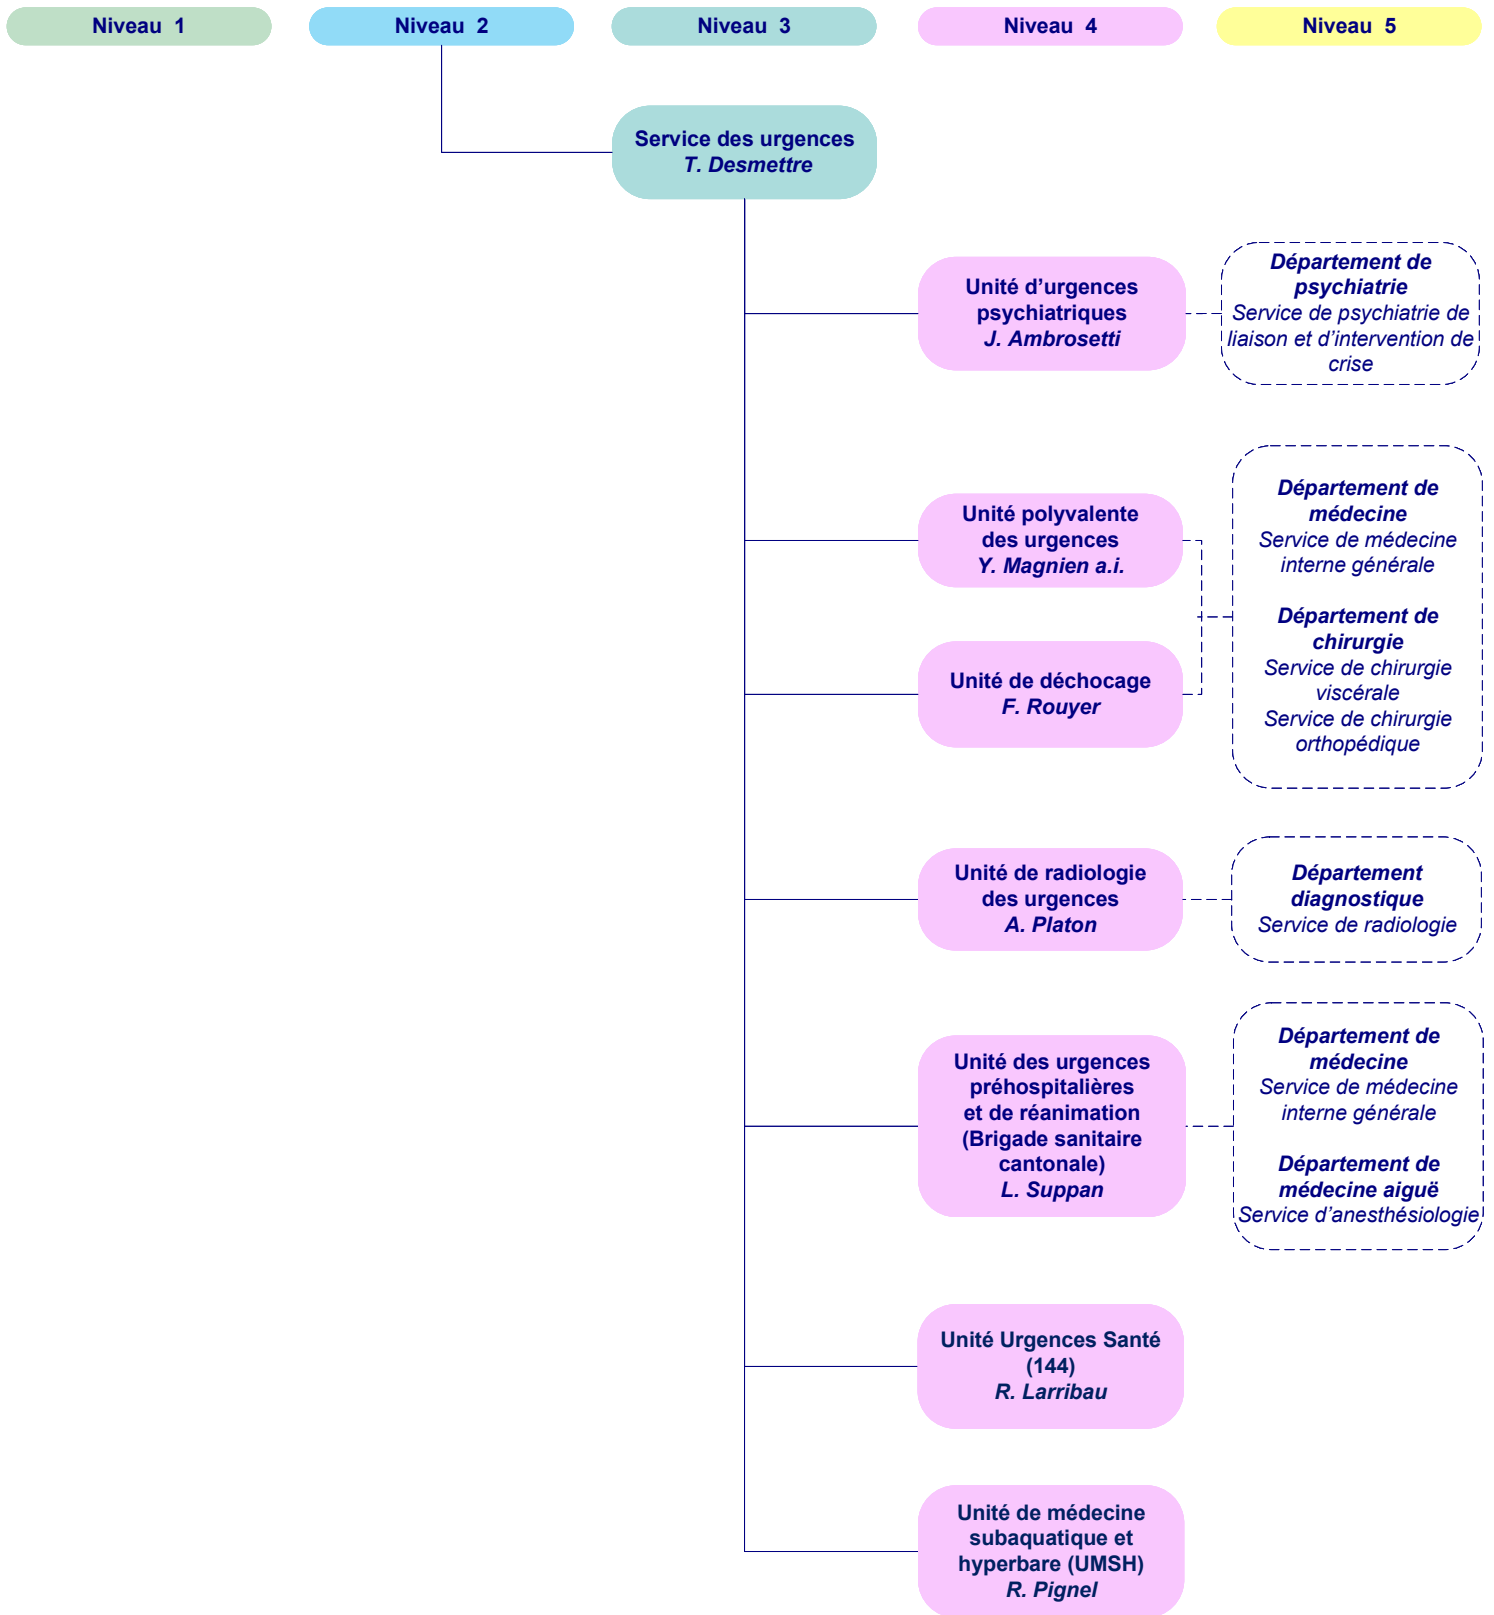 Niveau 1
Niveau 2
Niveau 3
Niveau 4
Niveau 5
Service des urgences
T. Desmettre
Unité d’urgences
psychiatriques
J. Ambrosetti
Département de
psychiatrie
Service de psychiatrie de
liaison et d’intervention de
crise
Unité polyvalente
des urgences
Y. Magnien a.i.
Unité de déchocage
F. Rouyer
Département de
médecine
Service de médecine
interne générale
Département de
chirurgie
Service de chirurgie
viscérale
Service de chirurgie
orthopédique
Unité de radiologie
des urgences
A. Platon
Département
diagnostique
Service de radiologie
Unité des urgences
préhospitalières
et de réanimation
(Brigade sanitaire
cantonale)
L. Suppan
Département de
médecine
Service de médecine
interne générale
Département de
médecine aiguë
Service d’anesthésiologie
Unité Urgences Santé
(144)
R. Larribau
Unité de médecine
subaquatique et
hyperbare (UMSH)
R. Pignel